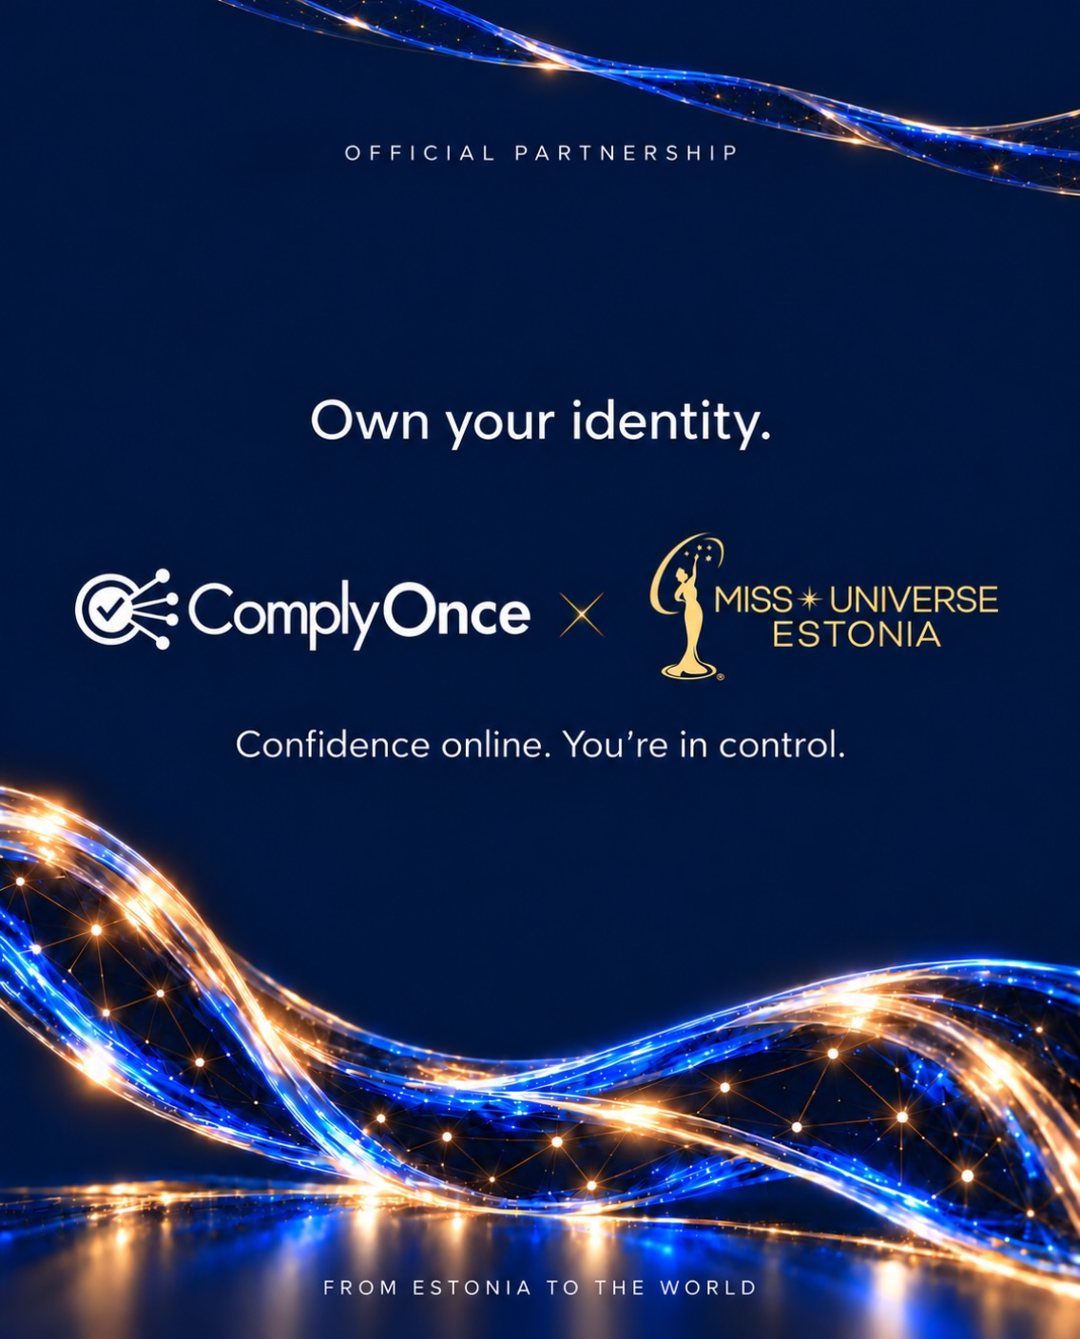 OFFICIAL PARTNERSHIP
Own your identity.
ComplyOnce
MISS UNIVERSE
ESTONIA
®
Confidence online. You’re in control.
FROM ESTONIA TO THE WORLD